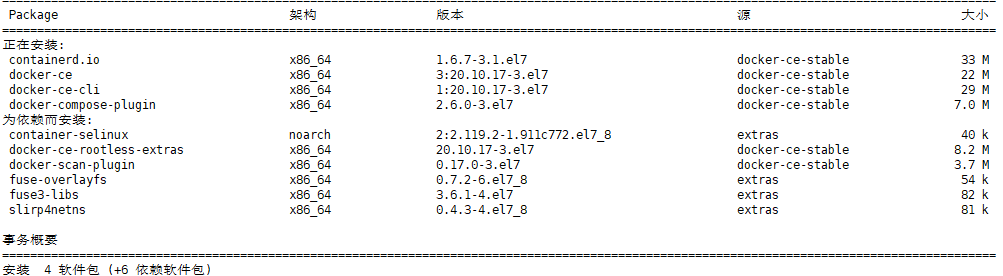 Package 架构 版本 源 大小
正在安装:
containerd.io x86_64 1.6.7-3.1.el7 docker-ce-stable 33 M
docker-ce x86_64 3:20.10.17-3.el7 docker-ce-stable 22 M
docker-ce-cli x86_64 1:20.10.17-3.el7 docker-ce-stable 29 M
docker-compose-plugin x86_64 2.6.0-3.el7 docker-ce-stable 7.0 M
为依赖而安装:
container-selinux noarch 2:2.119.2-1.911c772.el7_8 extras 40 k
docker-ce-rootless-extras x86_64 20.10.17-3.el7 docker-ce-stable 8.2 M
docker-scan-plugin x86_64 0.17.0-3.el7 docker-ce-stable 3.7 M
fuse-overlayfs x86_64 0.7.2-6.el7_8 extras 54 k
fuse3-libs x86_64 3.6.1-4.el7 extras 82 k
slirp4netns x86_64 0.4.3-4.el7_8 extras 81 k
事务概要
安装 4 软件包 (+6 依赖软件包)